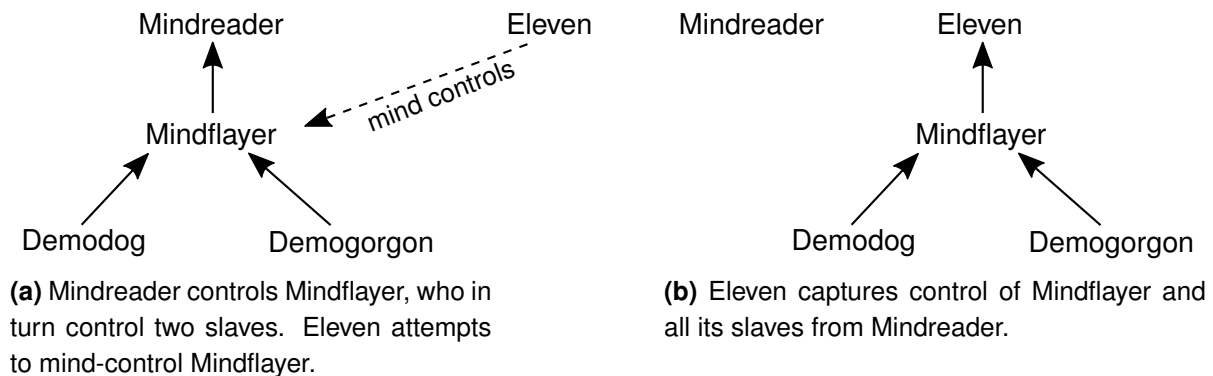 Mindreader
Eleven
mind controls
Mindflayer
Demodog
Demogorgon
(a) Mindreader controls Mindflayer, who in
turn control two slaves. Eleven attempts
to mind-control Mindflayer.
Mindreader
Eleven
Mindflayer
Demodog
Demogorgon
(b) Eleven captures control of Mindflayer and
all its slaves from Mindreader.